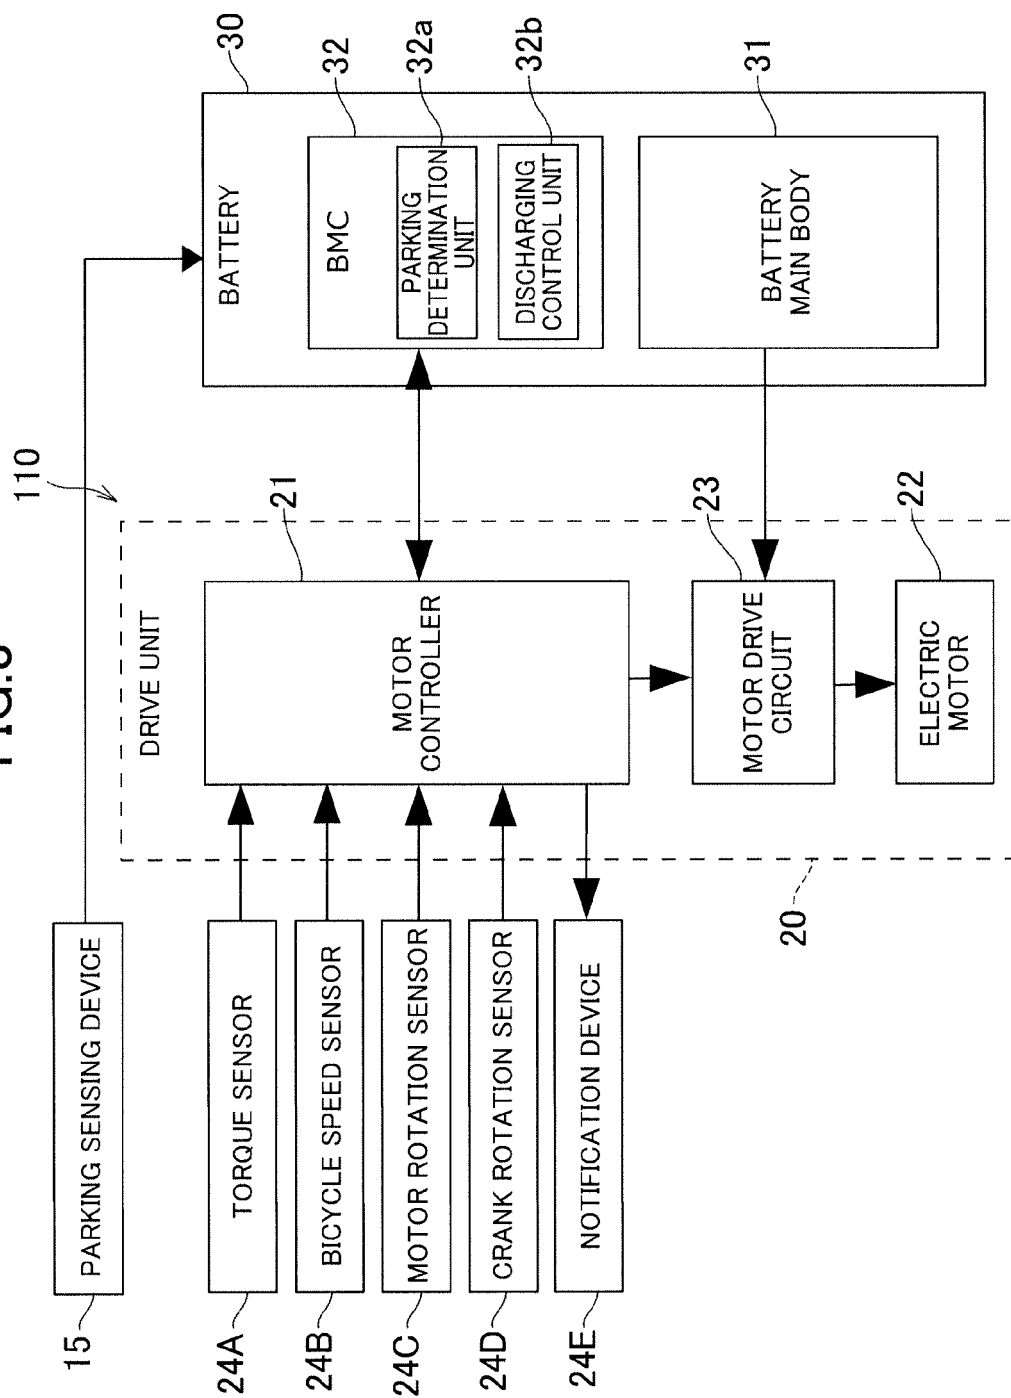 FIG.
110
15
PARKING SENSING DEVICE
DRIVE UNIT
BATTERY
30
24A
TORQUE SENSOR
24B
BICYCLE SPEED SENSOR
24C
MOTOR ROTATION SENSOR
24D
CRANK ROTATION SENSOR
24E
NOTIFICATION DEVICE
21
MOTOR
CONTROLLER
BMC
32
PARKING
DETERMINATION
UNIT
32a
DISCHARGING
CONTROL UNIT
32b
20
23
MOTOR DRIVE
CIRCUIT
BATTERY
MAIN BODY
31
22
ELECTRIC
MOTOR